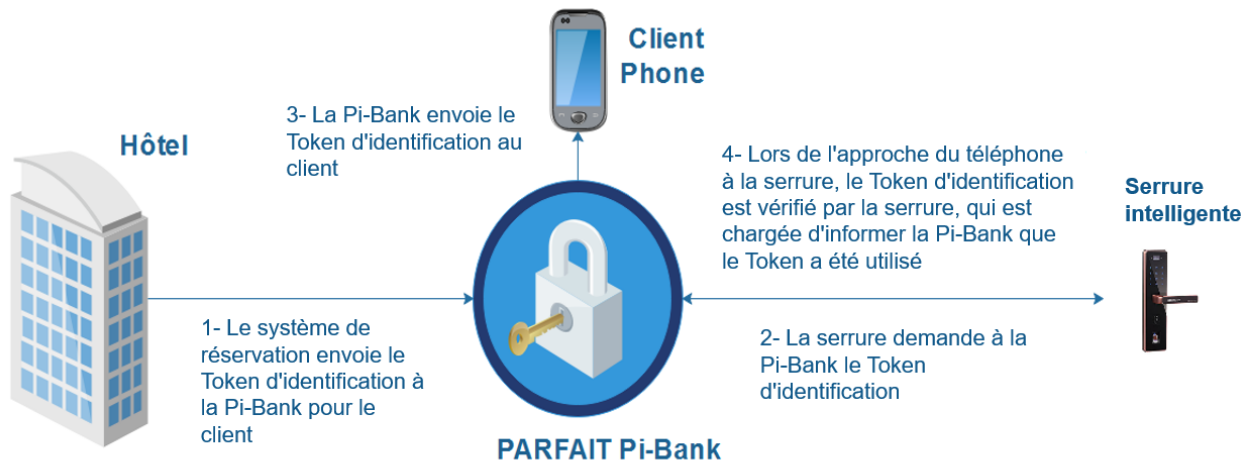 Client
Phone
3- La Pi-Bank envoie le
Token d'identification au
client
Hôtel
4- Lors de l'approche du téléphone
à la serrure, le Token d'identification
est vérifié par la serrure, qui est
chargée d'informer la Pi-Bank que
le Token a été utilisé
Serrure
intelligente
1- Le système de
réservation envoie le
Token d'identification à
la Pi-Bank pour le
client
2- La serrure demande à la
Pi-Bank le Token
d'identification
PARFAIT Pi-Bank